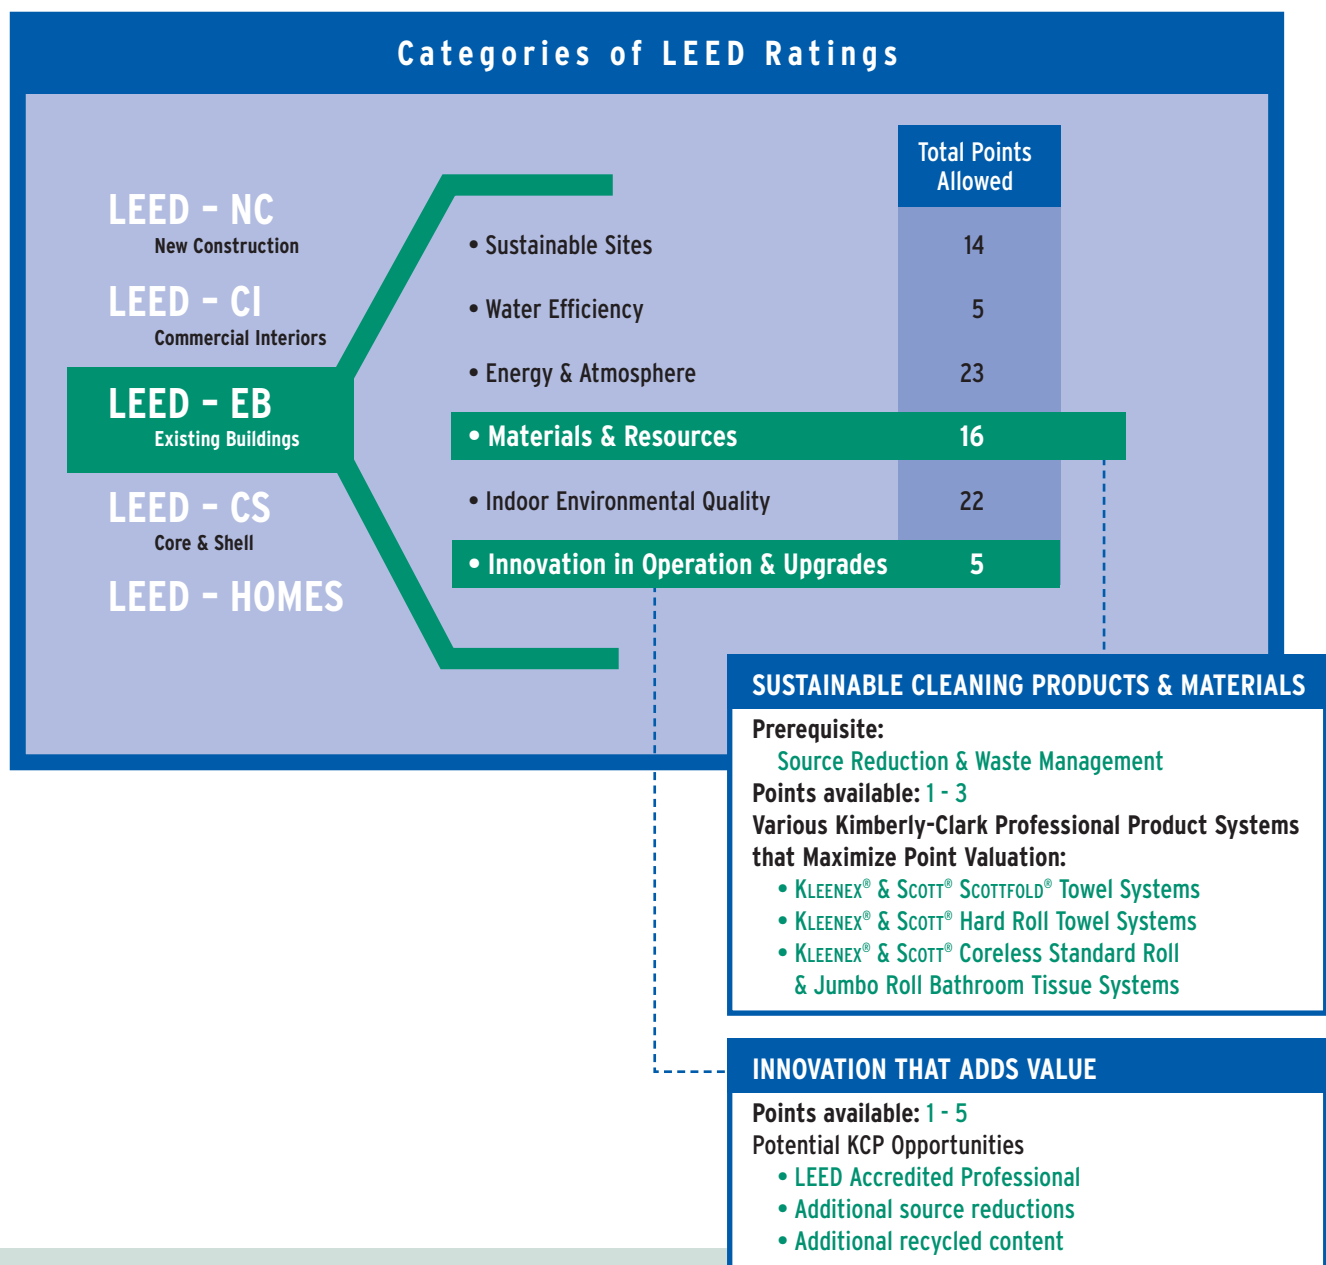 Categories of LEED Ratings
Total Points
Allowed
LEED – NC
New Construction
LEED – CI
Commercial Interiors
LEED – EB
Existing Buildings
LEED – CS
Core & Shell
LEED – HOMES
• Sustainable Sites 14
• Water Efficiency 5
• Energy & Atmosphere 23
• Materials & Resources 16
• Indoor Environmental Quality 22
• Innovation in Operation & Upgrades 5
SUSTAINABLE CLEANING PRODUCTS & MATERIALS
Prerequisite:
Source Reduction & Waste Management
Points available: 1 - 3
Various Kimberly-Clark Professional Product Systems
that Maximize Point Valuation:
• KLEENEX® & SCOTT® SCOTTFOLD® Towel Systems
• KLEENEX® & SCOTT® Hard Roll Towel Systems
• KLEENEX® & SCOTT® Coreless Standard Roll
& Jumbo Roll Bathroom Tissue Systems
INNOVATION THAT ADDS VALUE
Points available: 1 - 5
Potential KCP Opportunities
• LEED Accredited Professional
• Additional source reductions
• Additional recycled content